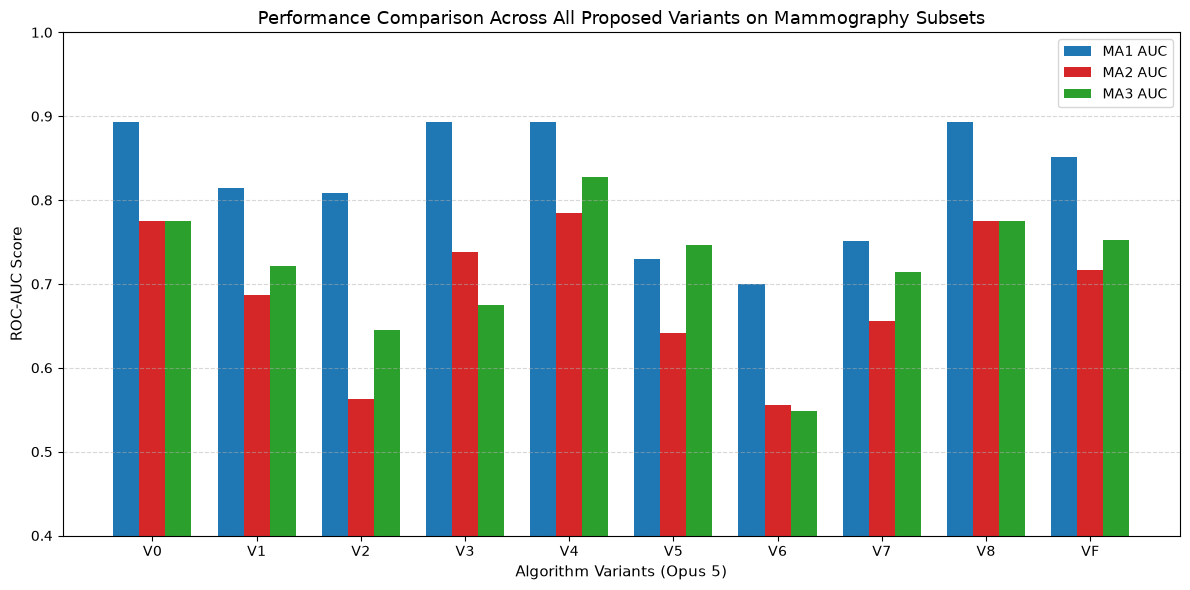 Performance Comparison Across All Proposed Variants on Mammography Subsets
MA1 AUC
MA2 AUC
MA3 AUC
ROC-AUC Score
1.0
0.9
0.8
0.7
0.6
0.5
0.4
V0 V1 V2 V3 V4 V5 V6 V7 V8 VF
Algorithm Variants (Opus 5)